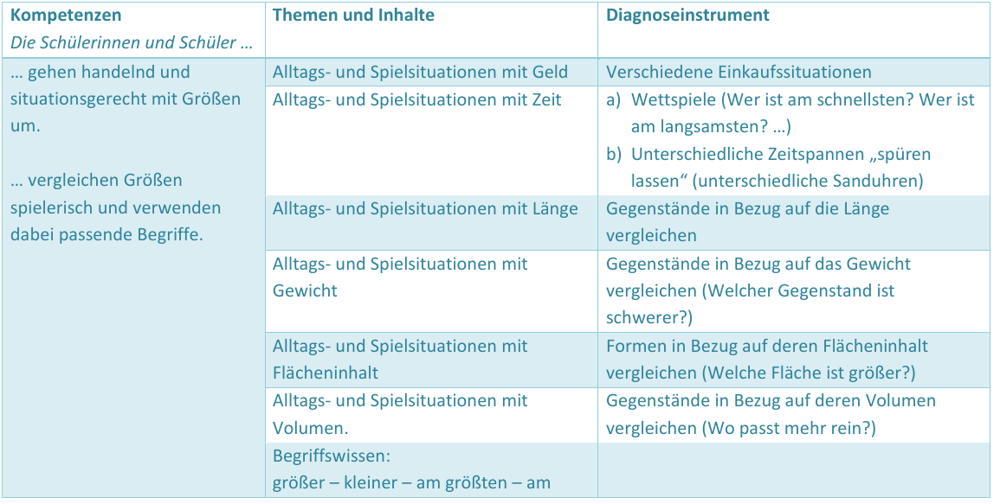 Kompetenzen
Die Schülerinnen und Schüler …
Themen und Inhalte
Diagnoseinstrument
… gehen handelnd und
situationsgerecht mit Größen
um.
… vergleichen Größen
spielerisch und verwenden
dabei passende Begriffe.
Alltags- und Spielsituationen mit Geld
Verschiedene Einkaufssituationen
Alltags- und Spielsituationen mit Zeit
a) Wettspiele (Wer ist am schnellsten? Wer ist
am langsamsten? …)
b) Unterschiedliche Zeitspannen „spüren
lassen“ (unterschiedliche Sanduhren)
Alltags- und Spielsituationen mit Länge
Gegenstände in Bezug auf die Länge
vergleichen
Alltags- und Spielsituationen mit
Gewicht
Gegenstände in Bezug auf das Gewicht
vergleichen (Welcher Gegenstand ist
schwerer?)
Alltags- und Spielsituationen mit
Flächeninhalt
Formen in Bezug auf deren Flächeninhalt
vergleichen (Welche Fläche ist größer?)
Alltags- und Spielsituationen mit
Volumen.
Gegenstände in Bezug auf deren Volumen
vergleichen (Wo passt mehr rein?)
Begriffswissen:
größer – kleiner – am größten – am